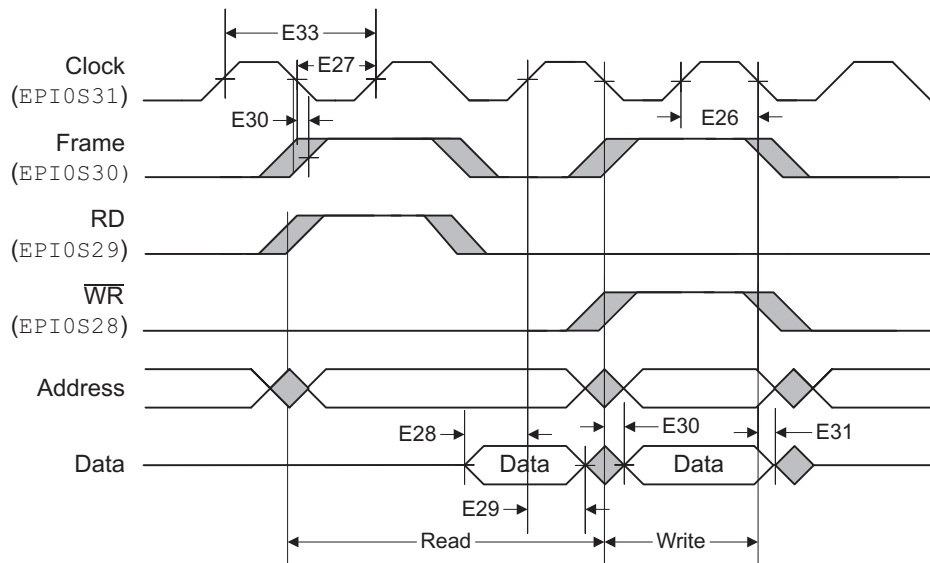 E33
Clock
E27
(EPI0S31)
E30
E26
Frame
(EPI0S30)
RD
(EPI0S29)
WR
(EPI0S28)
Address
E28
E30
E31
Data
Data
Data
E29
Read
Write